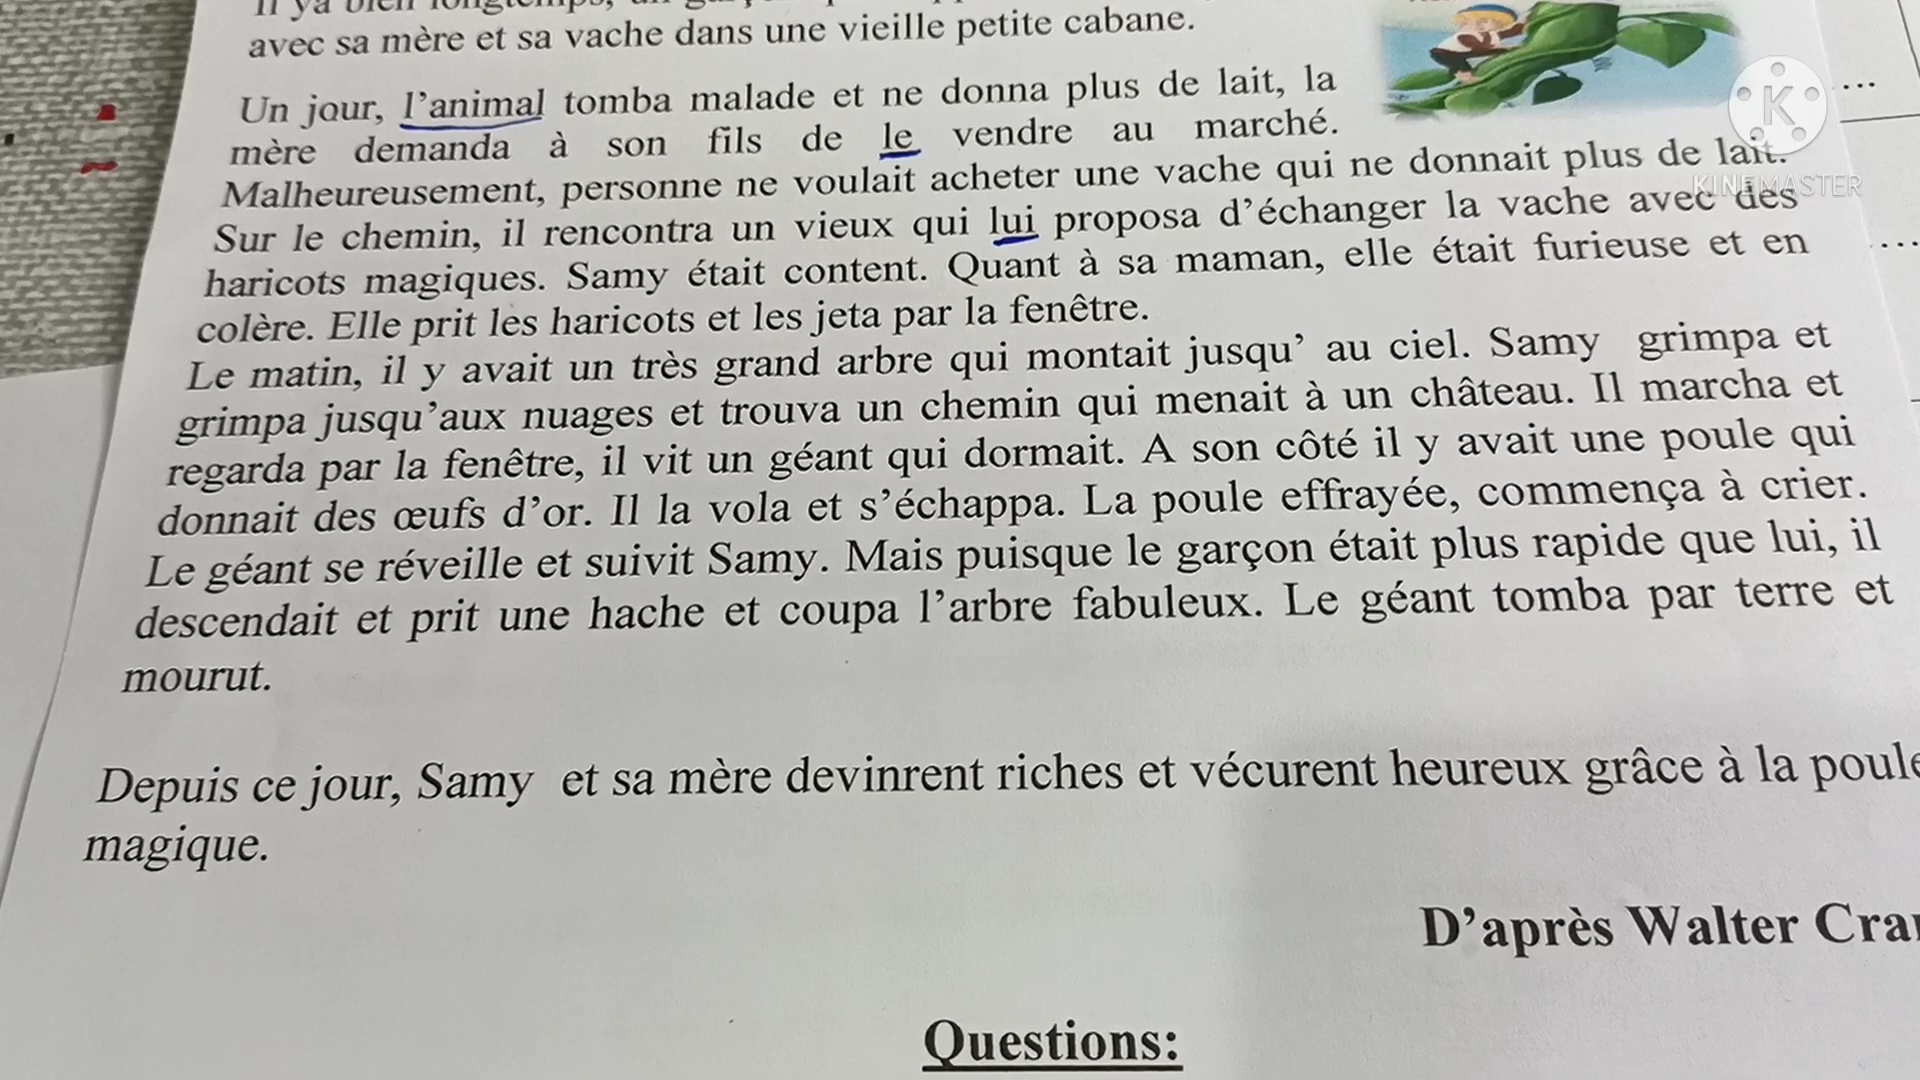 Il ya bien longtemps, un garçon
avec sa mère et sa vache dans une vieille petite cabane.
Un jour, l'animal tomba malade et ne donna plus de lait, la
mère demanda à son fils de le vendre au marché.
Malheureusement, personne ne voulait acheter une vache qui ne donnait plus de lait.
Sur le chemin, il rencontra un vieux qui lui proposa d'échanger la vache avec des
haricots magiques. Samy était content. Quant à sa maman, elle était furieuse et en
colère. Elle prit les haricots et les jeta par la fenêtre.
Le matin, il y avait un très grand arbre qui montait jusqu' au ciel. Samy grimpa et
grimpa jusqu'aux nuages et trouva un chemin qui menait à un château. Il marcha et
regarda par la fenêtre, il vit un géant qui dormait. A son côté il y avait une poule qui
donnait des œufs d'or. Il la vola et s'échappa. La poule effrayée, commença à crier.
Le géant se réveille et suivit Samy. Mais puisque le garçon était plus rapide que lui, il
descendait et prit une hache et coupa l'arbre fabuleux. Le géant tomba par terre et
mourut.
Depuis ce jour, Samy et sa mère devinrent riches et vécurent heureux grâce à la poule
magique.
D'après Walter
Questions:
K
KINEMASTER